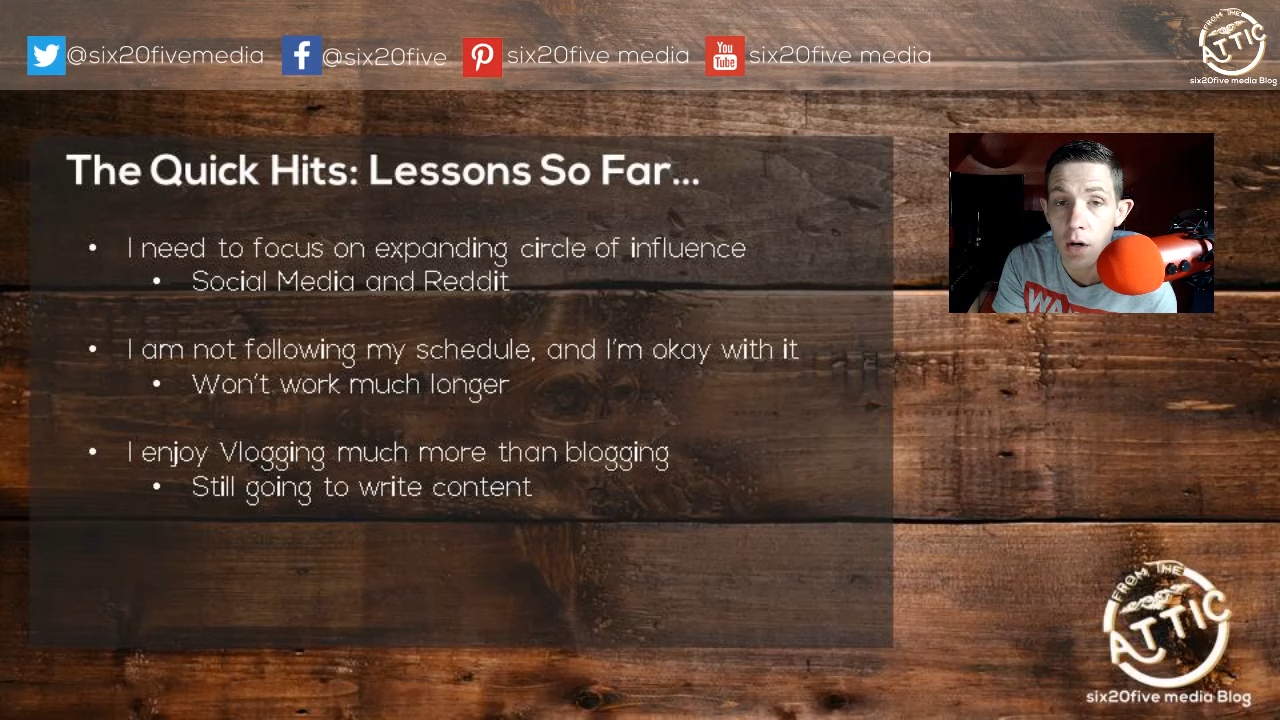 @six20fivemedia
@six20five
six20five media
You
Tube
six20five media
FROM THE
ATTIC
six20five media Blog
The Quick Hits: Lessons So Far...
• I need to focus on expanding circle of influence
• Social Media and Reddit
• I am not following my schedule, and I'm okay with it
• Won't work much longer
• I enjoy Vlogging much more than blogging
• Still going to write content
FROM THE
ATTIC
six20five media Blog